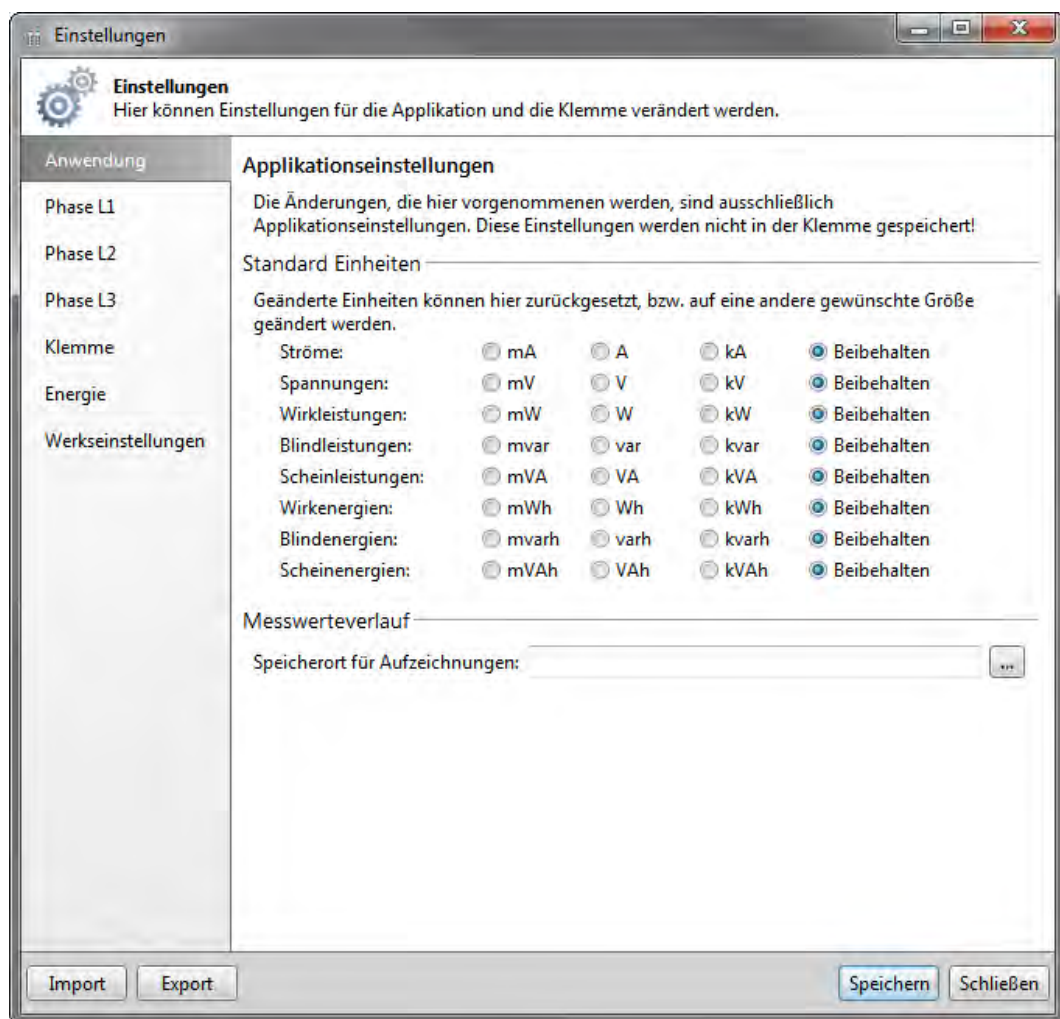 Einstellungen
Einstellungen
Hier können Einstellungen für die Applikation und die Klemme verändert werden.
Anwendung
Phase L1
Phase L2
Phase L3
Klemme
Energie
Werkseinstellungen
Applikationseinstellungen
Die Änderungen, die hier vorgenommenen werden, sind ausschließlich
Applikationseinstellungen. Diese Einstellungen werden nicht in der Klemme gespeichert!
Standard Einheiten
Geänderte Einheiten können hier zurückgesetzt, bzw. auf eine andere gewünschte Größe
geändert werden.
Ströme: mA A kA Beibehalten
Spannungen: mV V kV Beibehalten
Wirkleistungen: mW W kW Beibehalten
Blindleistungen: mvar var kvar Beibehalten
Scheinleistungen: mVA VA kVA Beibehalten
Wirkenergien: mWh Wh kWh Beibehalten
Blindenergien: mvarh varh kvarh Beibehalten
Scheinenergien: mVAh VAh kVAh Beibehalten
Messwerteverlauf
Speicherort für Aufzeichnungen: ...
Import Export Speichern Schließen